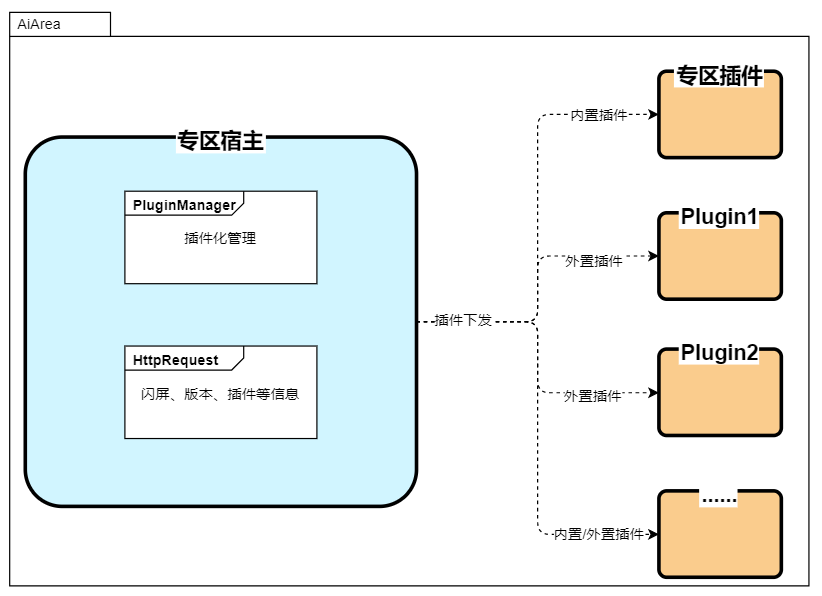 AiArea
专区宿主
PluginManager
插件化管理
HttpRequest
闪屏、版本、插件等信息
插件下发
内置插件
专区插件
外置插件
Plugin1
外置插件
Plugin2
内置/外置插件
......